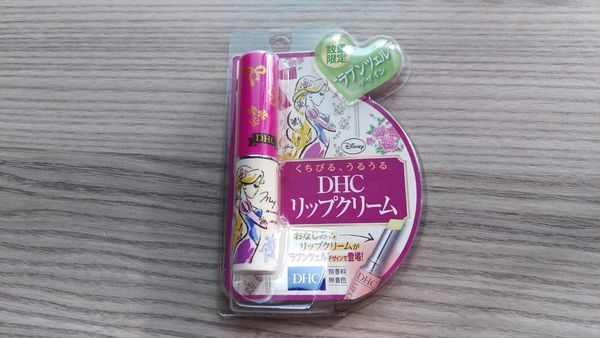 数量
限定
ラプンツェル
デザイン
DHC
Disney
くちびる、うるうる
DHC
リップクリーム
おなじみの
リップクリームが
ラプンツェルデザインで登場!
DHC
無香料
無着色
DHC
My